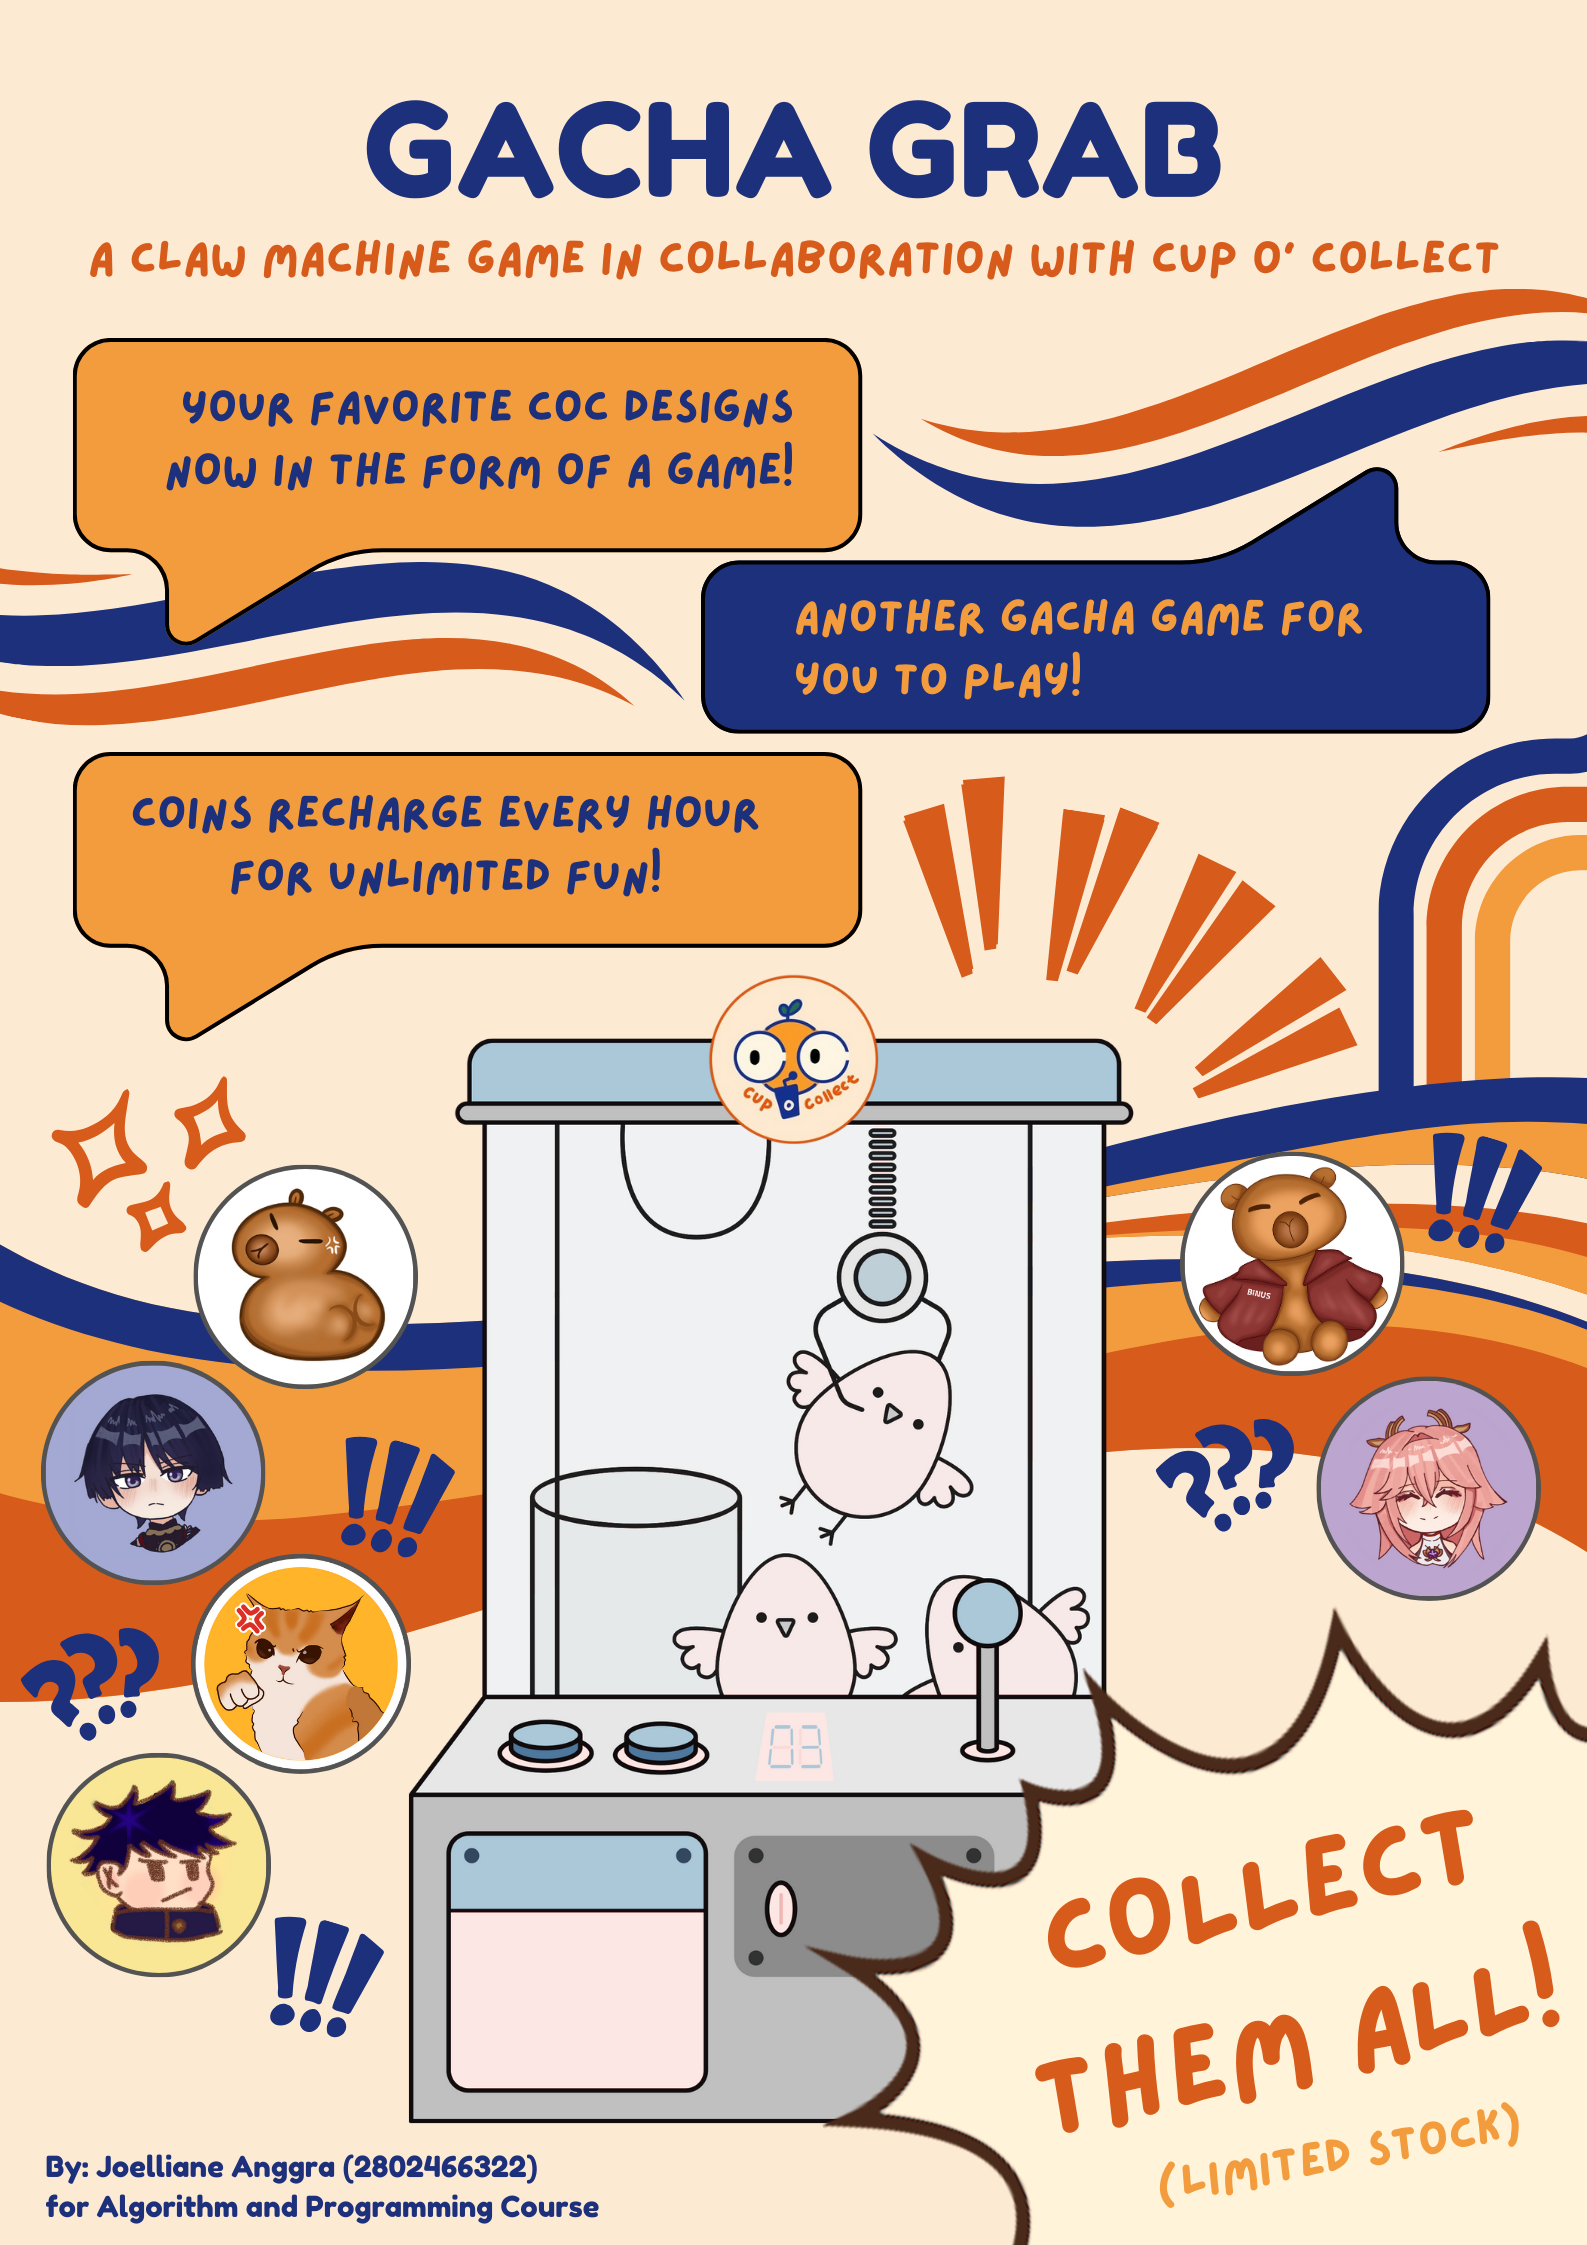 GACHA GRAB
A CLAW MACHINE GAME IN COLLABORATION WITH CUP O' COLLECT
YOUR FAVORITE COC DESIGNS
NOW IN THE FORM OF A GAME!
ANOTHER GACHA GAME FOR
YOU TO PLAY!
COINS RECHARGE EVERY HOUR
FOR UNLIMITED FUN!
CUP O Collect
!!!
BINUS
!!!
???
???
03
!!!
COLLECT
THEM ALL!
(LIMITED STOCK)
By: Joelliane Anggra (2802466322)
for Algorithm and Programming Course